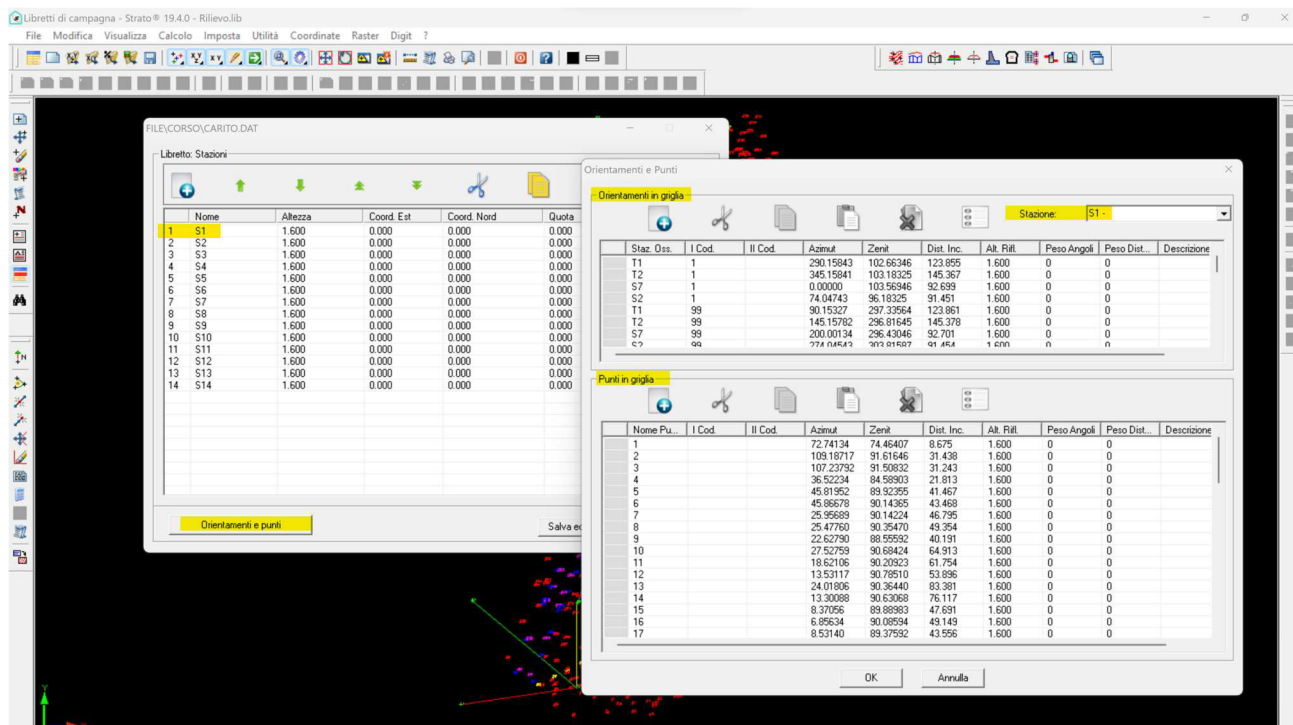 Libretti di campagna - Strato® 19.4.0 - Rilievo.lib
File Modifica Visualizza Calcolo Imposta Utilità Coordinate Raster Digit ?
FILE\CORSO\CARITO.DAT
Libretto: Stazioni
Nome Altezza Coord. Est Coord. Nord Quota
1 S1 1.600 0.000 0.000 0.000
2 S2 1.600 0.000 0.000 0.000
3 S3 1.600 0.000 0.000 0.000
4 S4 1.600 0.000 0.000 0.000
5 S5 1.600 0.000 0.000 0.000
6 S6 1.600 0.000 0.000 0.000
7 S7 1.600 0.000 0.000 0.000
8 S8 1.600 0.000 0.000 0.000
9 S9 1.600 0.000 0.000 0.000
10 S10 1.600 0.000 0.000 0.000
11 S11 1.600 0.000 0.000 0.000
12 S12 1.600 0.000 0.000 0.000
13 S13 1.600 0.000 0.000 0.000
14 S14 1.600 0.000 0.000 0.000
Orientamenti e punti
Salva ed
Orientamenti e Punti
Orientamenti in griglia
Stazione: S1 -
Staz. Oss. I Cod. II Cod. Azimut Zenit Dist. Inc. Alt. Rifl. Peso Angoli Peso Dist... Descrizione
T1 1 290.15843 102.66346 123.855 1.600 0 0
T2 1 345.15841 103.18325 145.367 1.600 0 0
S7 1 0.00000 103.56946 92.699 1.600 0 0
S2 1 74.04743 96.18325 91.451 1.600 0 0
T1 99 90.15327 297.33564 123.861 1.600 0 0
T2 99 145.15782 296.81645 145.378 1.600 0 0
S7 99 200.00134 296.43046 92.701 1.600 0 0
S2 99 274.04543 303.81587 91.454 1.600 0 0
Punti in griglia
Nome Pu... I Cod. II Cod. Azimut Zenit Dist. Inc. Alt. Rifl. Peso Angoli Peso Dist... Descrizione
1 72.74134 74.46407 8.675 1.600 0 0
2 109.18717 91.61646 31.438 1.600 0 0
3 107.23792 91.50832 31.243 1.600 0 0
4 36.52234 84.58903 21.813 1.600 0 0
5 45.81952 89.92355 41.467 1.600 0 0
6 45.86678 90.14365 43.468 1.600 0 0
7 25.95689 90.14224 46.795 1.600 0 0
8 25.47760 90.35470 49.354 1.600 0 0
9 22.62790 88.55592 40.191 1.600 0 0
10 27.52759 90.68424 64.913 1.600 0 0
11 18.62106 90.20923 61.754 1.600 0 0
12 13.53117 90.78510 53.896 1.600 0 0
13 24.01806 90.36440 83.381 1.600 0 0
14 13.30088 90.63068 76.117 1.600 0 0
15 8.37056 89.88983 47.691 1.600 0 0
16 6.85634 90.08594 49.149 1.600 0 0
17 8.53140 89.37592 43.556 1.600 0 0
OK Annulla
Y